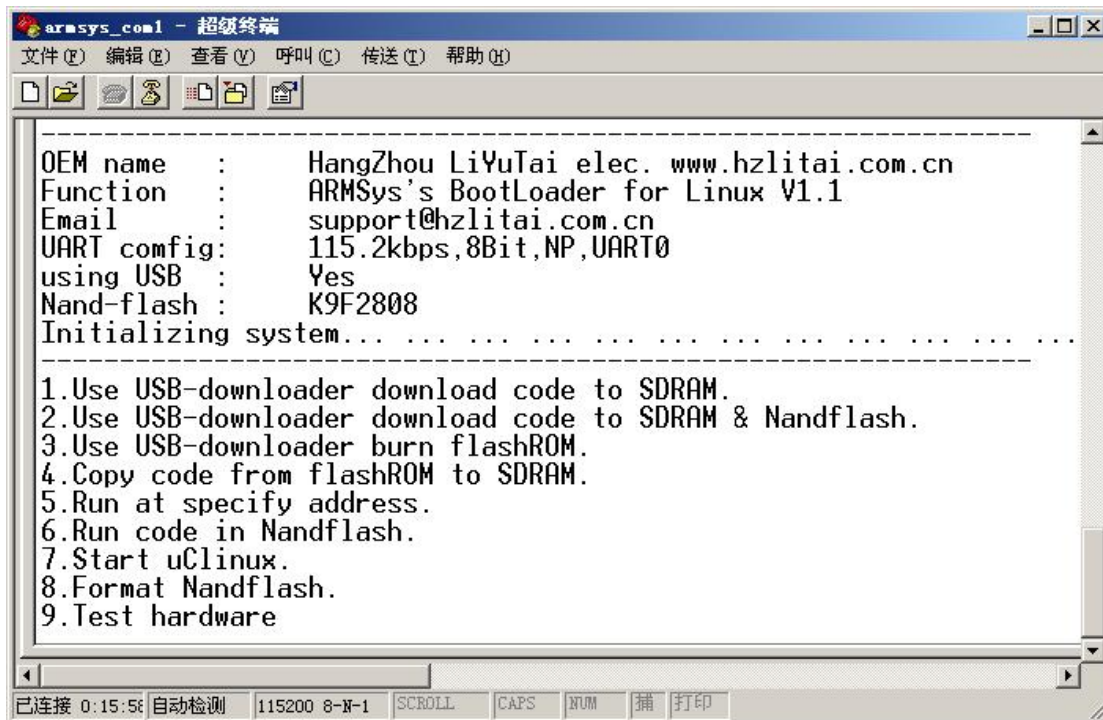 armsys_com1 - 超级终端
文件(F) 编辑(E) 查看(V) 呼叫(C) 传送(T) 帮助(H)
OEM name : HangZhou LiYuTai elec. www.hzlitai.com.cn
Function : ARMSys's BootLoader for Linux V1.1
Email : support@hzlitai.com.cn
UART comfig: 115.2kbps,8Bit,NP,UART0
using USB : Yes
Nand-flash : K9F2808
Initializing system... ... ... ... ... ... ... ... ... ... ... ...
1.Use USB-downloader download code to SDRAM.
2.Use USB-downloader download code to SDRAM & Nandflash.
3.Use USB-downloader burn flashROM.
4.Copy code from flashROM to SDRAM.
5.Run at specify address.
6.Run code in Nandflash.
7.Start uClinux.
8.Format Nandflash.
9.Test hardware
已连接 0:15:58 自动检测 115200 8-N-1 SCROLL CAPS NUM 捕 打印